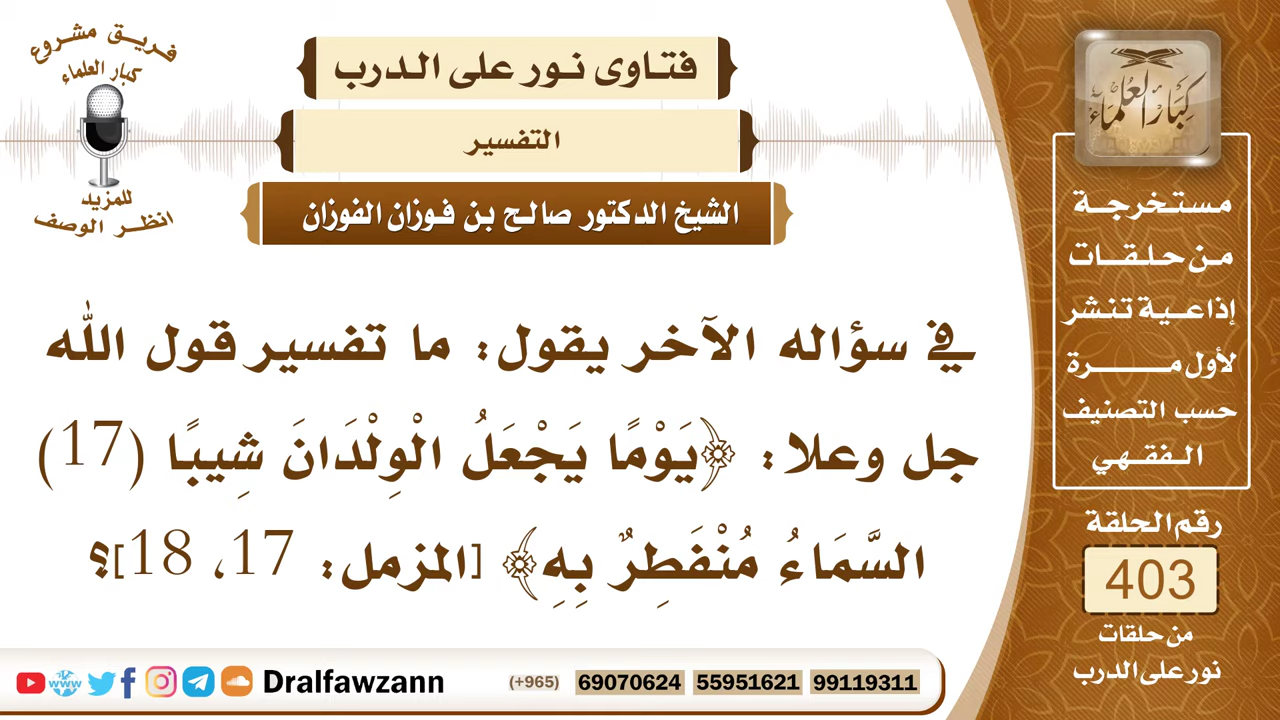 فريق مشروع
كبار العلماء
للمزيد
انظر الوصف
فتاوى نور على الدرب
التفسير
الشيخ الدكتور صالح بن فوزان الفوزان
في سؤاله الآخر يقول: ما تفسير قول الله
جل وعلا: ﴿يَوْمًا يَجْعَلُ الْوِلْدَانَ شِيبًا (17)
السَّمَاءُ مُنْفَطِرٌ بِهِ﴾ [المزمل: 17، 18]؟
كبار العلماء
مستخرجة
من حلقات
إذاعية تنشر
لأول مرة
حسب التصنيف
الفقهي
رقم الحلقة
403
من حلقات
نور على الدرب
www Dralfawzann (+965) 69070624 55951621 99119311